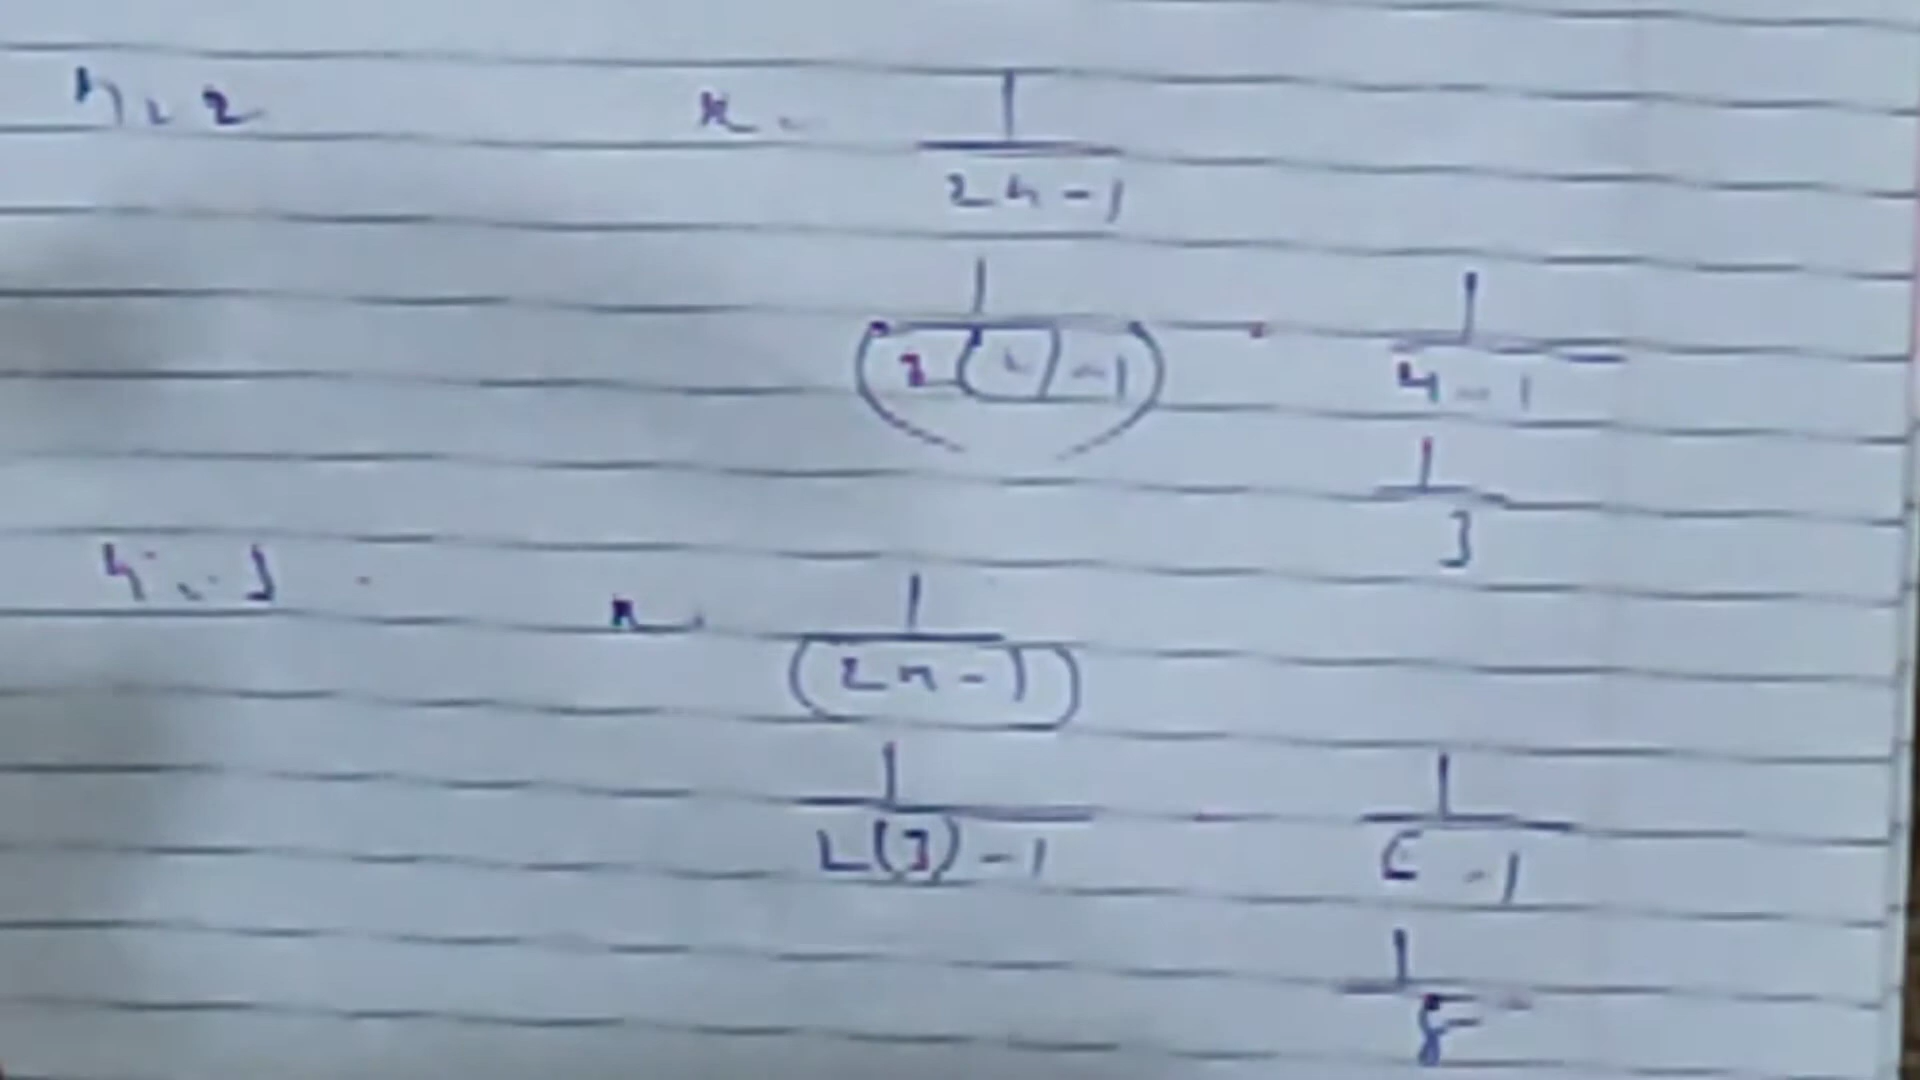 n = 2 x = 1/(2n-1)
1/(2(2)-1) = 1/(4-1)
1/3
n = 3 x = 1/(2n-1)
1/(2(3)-1) = 1/(6-1)
1/5